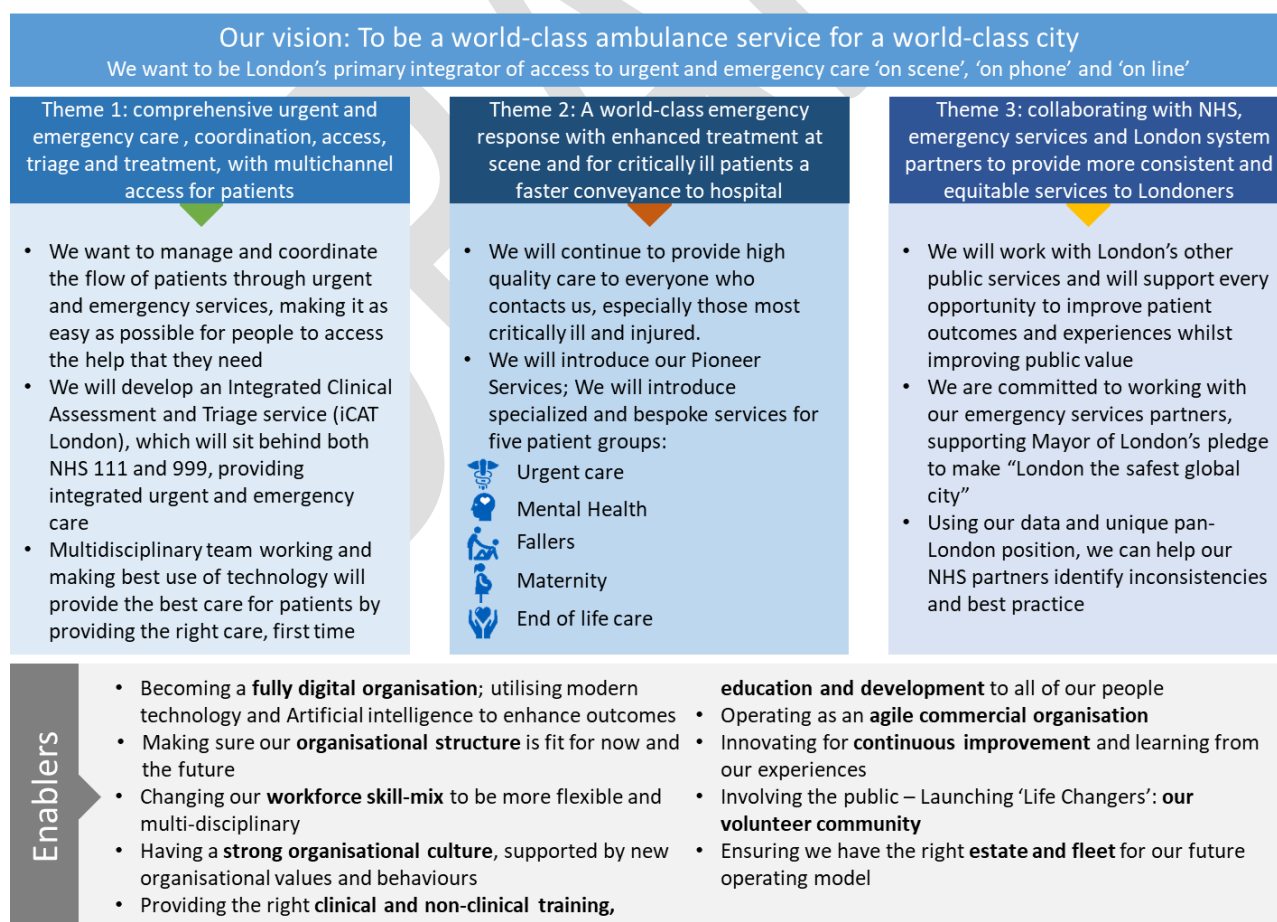 Our vision: To be a world-class ambulance service for a world-class city
We want to be London's primary integrator of access to urgent and emergency care 'on scene', 'on phone' and 'on line'
Theme 1: comprehensive urgent and
emergency care , coordination, access,
triage and treatment, with multichannel
access for patients
• We want to manage and coordinate
the flow of patients through urgent
and emergency services, making it as
easy as possible for people to access
the help that they need
• We will develop an Integrated Clinical
Assessment and Triage service (iCAT
London), which will sit behind both
NHS 111 and 999, providing
integrated urgent and emergency
care
• Multidisciplinary team working and
making best use of technology will
provide the best care for patients by
providing the right care, first time
Theme 2: A world-class emergency
response with enhanced treatment at
scene and for critically ill patients a
faster conveyance to hospital
• We will continue to provide high
quality care to everyone who
contacts us, especially those most
critically ill and injured.
• We will introduce our Pioneer
Services; We will introduce
specialized and bespoke services for
five patient groups:
Urgent care
Mental Health
Fallers
Maternity
End of life care
Theme 3: collaborating with NHS,
emergency services and London system
partners to provide more consistent and
equitable services to Londoners
• We will work with London's other
public services and will support every
opportunity to improve patient
outcomes and experiences whilst
improving public value
• We are committed to working with
our emergency services partners,
supporting Mayor of London's pledge
to make "London the safest global
city"
• Using our data and unique pan-
London position, we can help our
NHS partners identify inconsistencies
and best practice
Enablers
• Becoming a fully digital organisation; utilising modern
technology and Artificial intelligence to enhance outcomes
• Making sure our organisational structure is fit for now and
the future
• Changing our workforce skill-mix to be more flexible and
multi-disciplinary
• Having a strong organisational culture, supported by new
organisational values and behaviours
• Providing the right clinical and non-clinical training,
education and development to all of our people
• Operating as an agile commercial organisation
• Innovating for continuous improvement and learning from
our experiences
• Involving the public – Launching 'Life Changers': our
volunteer community
• Ensuring we have the right estate and fleet for our future
operating model